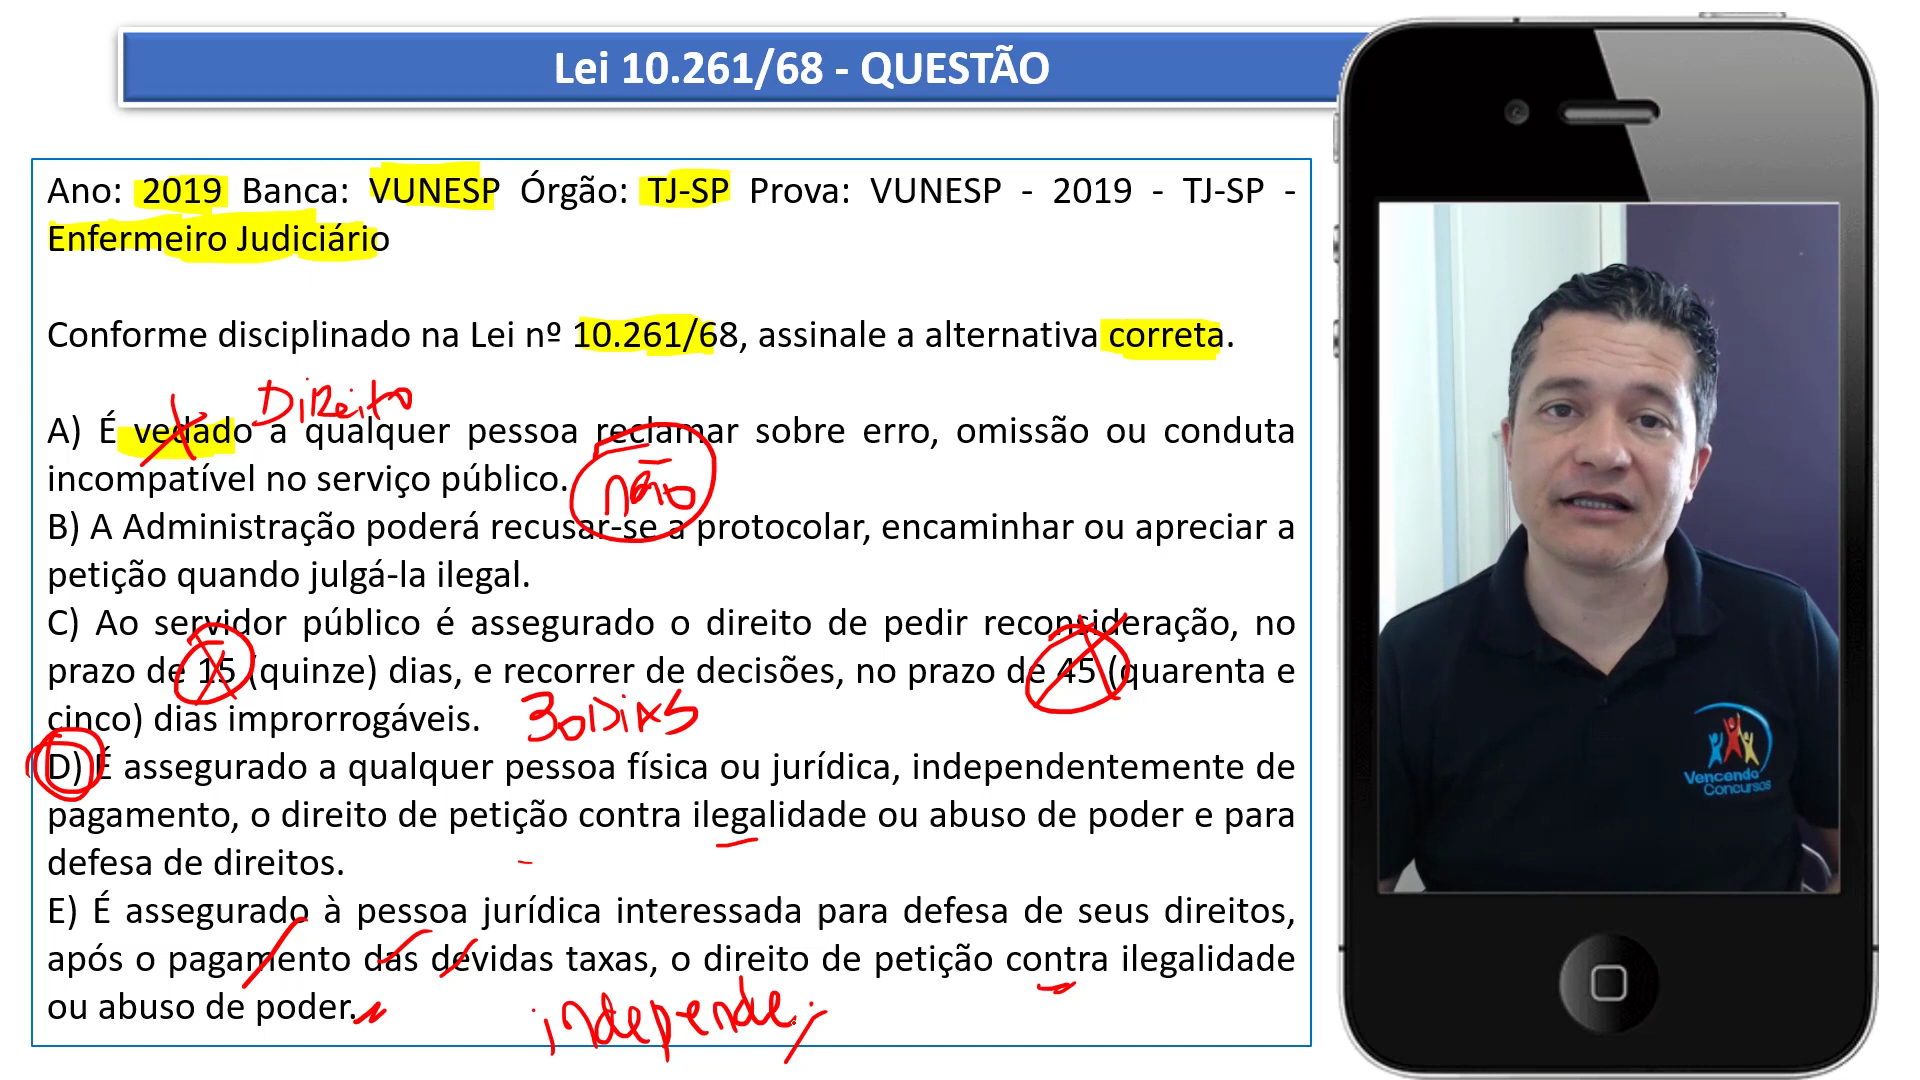 Lei 10.261/68 - QUESTÃO
Ano: 2019 Banca: VUNESP Órgão: TJ-SP Prova: VUNESP - 2019 - TJ-SP -
Enfermeiro Judiciário
Conforme disciplinado na Lei nº 10.261/68, assinale a alternativa correta.
Direito
A) É vedado a qualquer pessoa reclamar sobre erro, omissão ou conduta
incompatível no serviço público.
não
B) A Administração poderá recusar-se a protocolar, encaminhar ou apreciar a
petição quando julgá-la ilegal.
C) Ao servidor público é assegurado o direito de pedir reconsideração, no
prazo de 15 (quinze) dias, e recorrer de decisões, no prazo de 45 (quarenta e
cinco) dias improrrogáveis.
30 Dias
D) É assegurado a qualquer pessoa física ou jurídica, independentemente de
pagamento, o direito de petição contra ilegalidade ou abuso de poder e para
defesa de direitos.
E) É assegurado à pessoa jurídica interessada para defesa de seus direitos,
após o pagamento das devidas taxas, o direito de petição contra ilegalidade
ou abuso de poder.
independe
Vencendo
Concursos